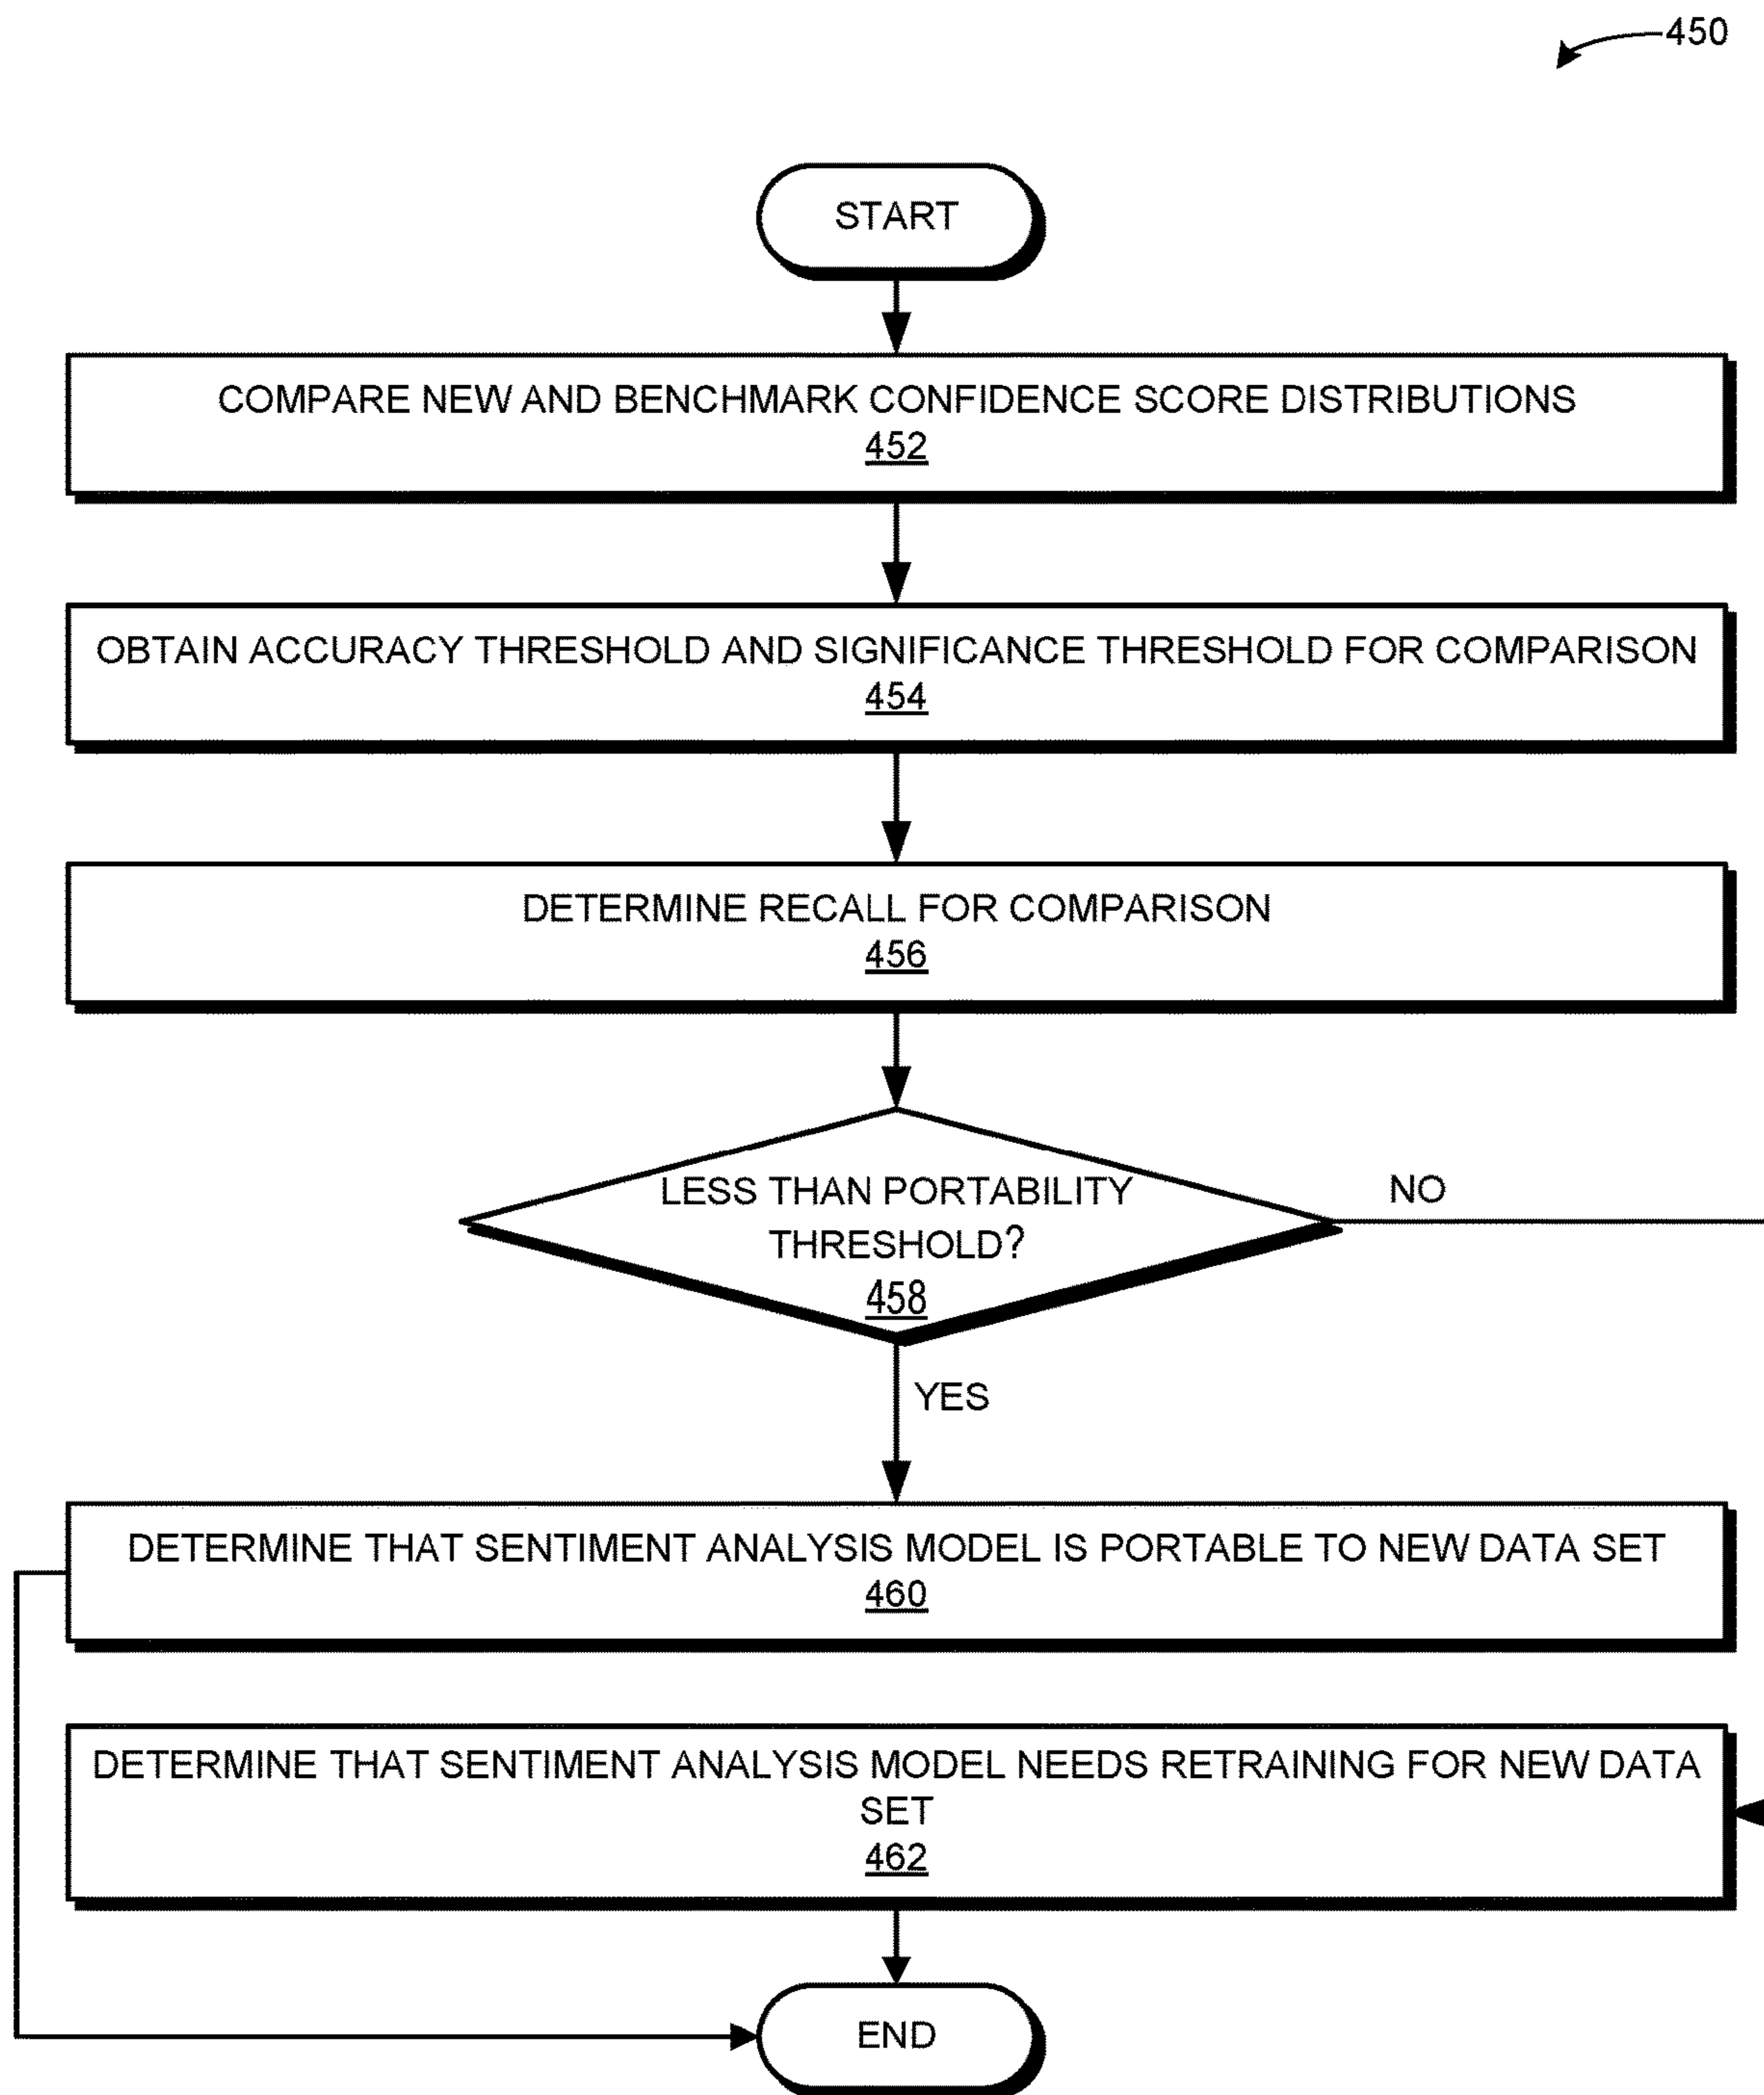 450
START
COMPARE NEW AND BENCHMARK CONFIDENCE SCORE DISTRIBUTIONS
452
OBTAIN ACCURACY THRESHOLD AND SIGNIFICANCE THRESHOLD FOR COMPARISON
454
DETERMINE RECALL FOR COMPARISON
456
LESS THAN PORTABILITY
THRESHOLD?
458
NO
YES
DETERMINE THAT SENTIMENT ANALYSIS MODEL IS PORTABLE TO NEW DATA SET
460
DETERMINE THAT SENTIMENT ANALYSIS MODEL NEEDS RETRAINING FOR NEW DATA
SET
462
END